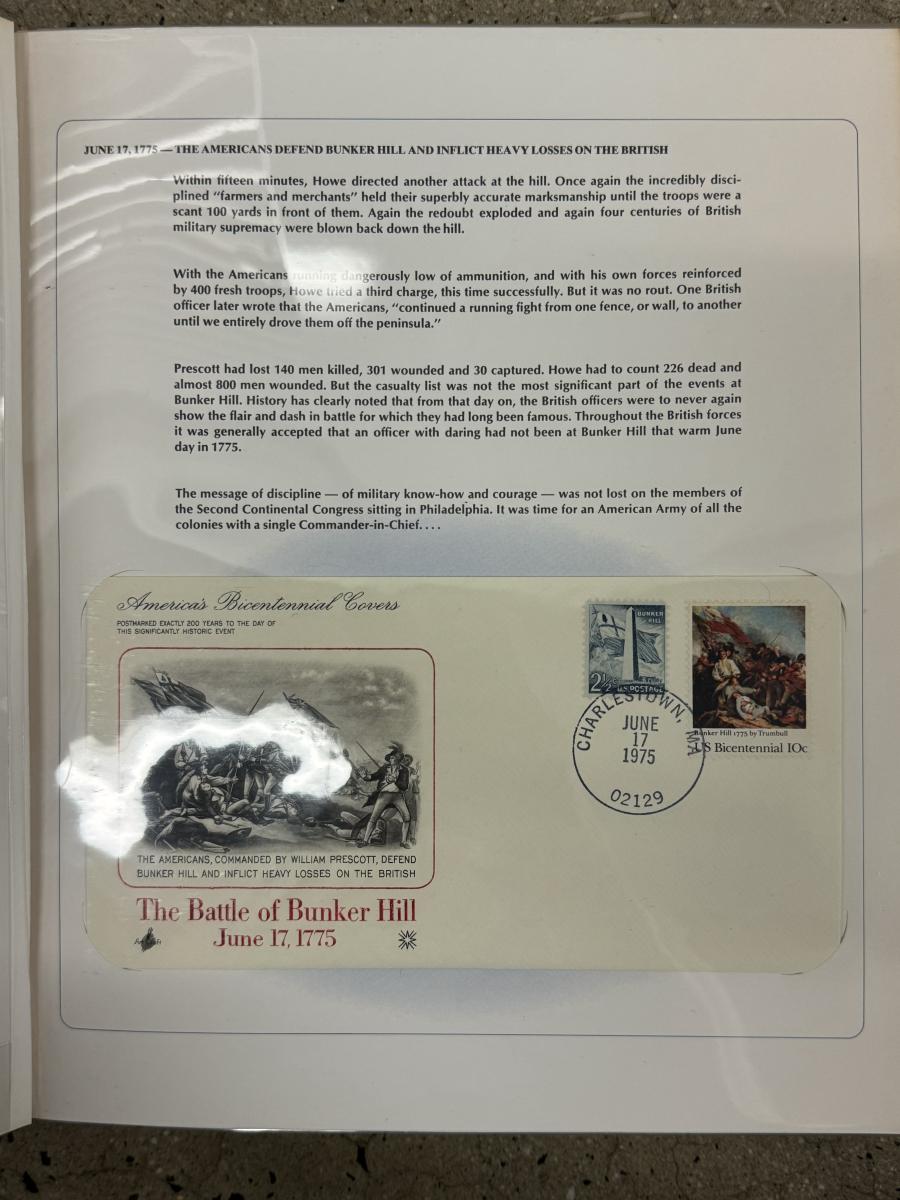 JUNE 17, 1775 — THE AMERICANS DEFEND BUNKER HILL AND INFLICT HEAVY LOSSES ON THE BRITISH
Within fifteen minutes, Howe directed another attack at the hill. Once again the incredibly disci-
plined "farmers and merchants" held their superbly accurate marksmanship until the troops were a
scant 100 yards in front of them. Again the redoubt exploded and again four centuries of British
military supremacy were blown back down the hill.
With the Americans running dangerously low of ammunition, and with his own forces reinforced
by 400 fresh troops, Howe tried a third charge, this time successfully. But it was no rout. One British
officer later wrote that the Americans, "continued a running fight from one fence, or wall, to another
until we entirely drove them off the peninsula."
Prescott had lost 140 men killed, 301 wounded and 30 captured. Howe had to count 226 dead and
almost 800 men wounded. But the casualty list was not the most significant part of the events at
Bunker Hill. History has clearly noted that from that day on, the British officers were to never again
show the flair and dash in battle for which they had long been famous. Throughout the British forces
it was generally accepted that an officer with daring had not been at Bunker Hill that warm June
day in 1775.
The message of discipline — of military know-how and courage — was not lost on the members of
the Second Continental Congress sitting in Philadelphia. It was time for an American Army of all the
colonies with a single Commander-in-Chief. . . .
America's Bicentennial Covers
POSTMARKED EXACTLY 200 YEARS TO THE DAY OF
THIS SIGNIFICANTLY HISTORIC EVENT
BUNKER
HILL
2½c U.S. POSTAGE
Bunker Hill 1775 by Trumbull
US Bicentennial 10c
CHARLESTOWN, MA
JUNE
17
1975
02129
THE AMERICANS, COMMANDED BY WILLIAM PRESCOTT, DEFEND
BUNKER HILL AND INFLICT HEAVY LOSSES ON THE BRITISH
The Battle of Bunker Hill
June 17, 1775